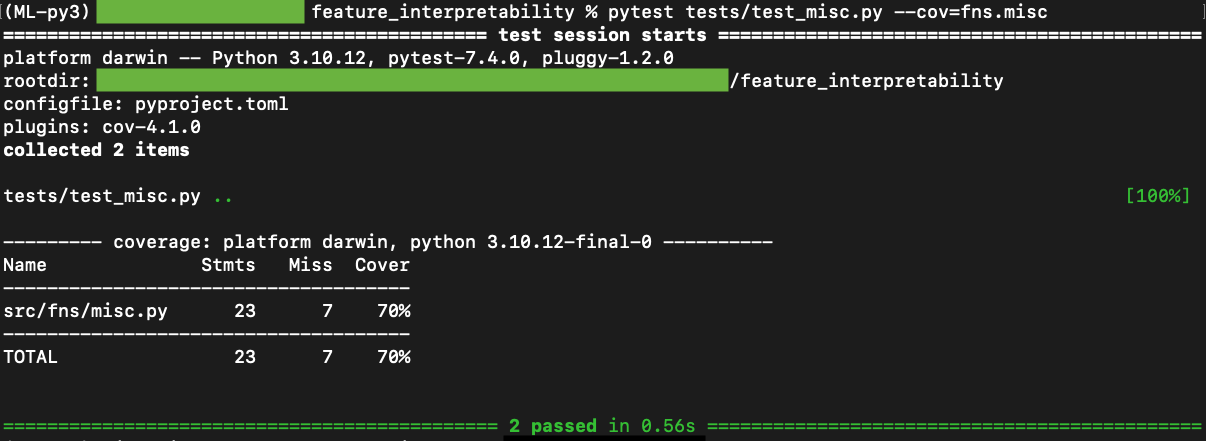 (ML-py3) feature_interpretability % pytest tests/test_misc.py --cov=fns.misc
============================================ test session starts ============================================
platform darwin -- Python 3.10.12, pytest-7.4.0, pluggy-1.2.0
rootdir: /feature_interpretability
configfile: pyproject.toml
plugins: cov-4.1.0
collected 2 items
tests/test_misc.py .. [100%]
--------- coverage: platform darwin, python 3.10.12-final-0 ----------
Name Stmts Miss Cover
-------------------------------------
src/fns/misc.py 23 7 70%
-------------------------------------
TOTAL 23 7 70%
============================================= 2 passed in 0.56s =============================================